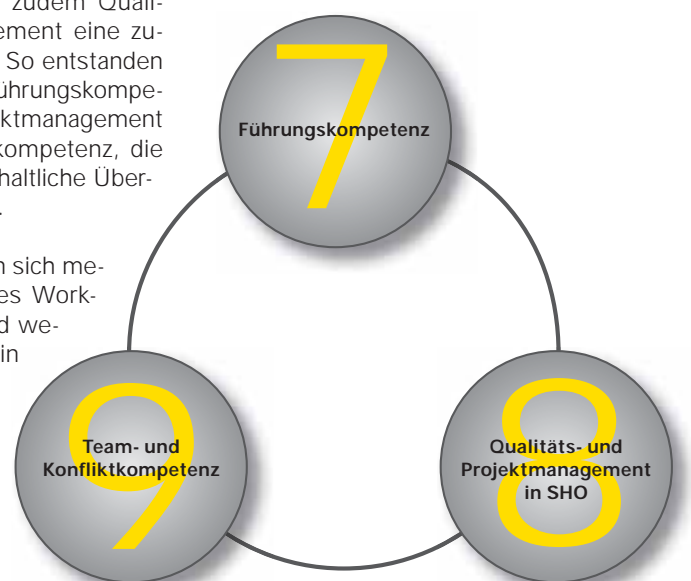 zudem Quali-
ement eine zu-
So entstanden
ührungskompe-
ktmanagement
kompetenz, die
haltliche Über-
n sich me-
es Work-
d we-
in
7
Führungskompetenz
9
Team- und
Konfliktkompetenz
8
Qualitäts- und
Projektmanagement
in SHO